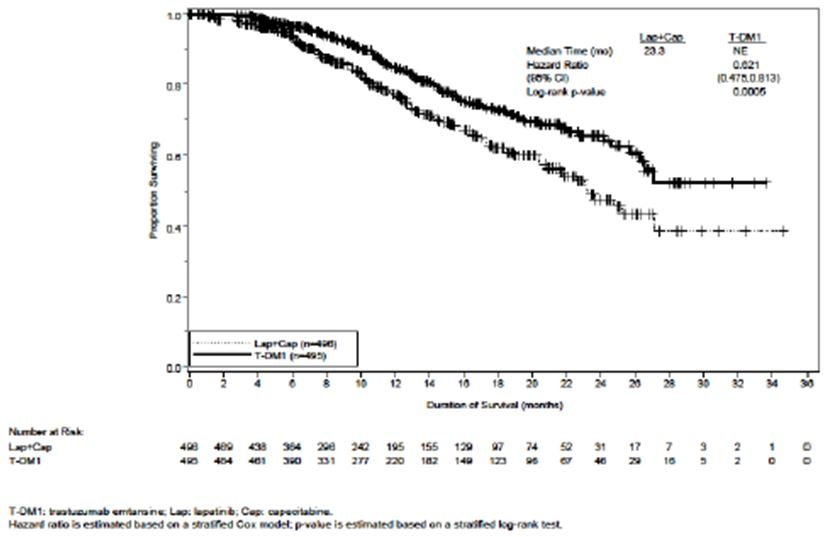 Lap+Cap T-DM1
Median Time (mo) 23.3 NE
Hazard Ratio 0.621
(95% CI) (0.475,0.813)
Log-rank p-value 0.0005
Proportion Surviving
1.0
0.8
0.6
0.4
0.2
0.0
Lap+Cap (n=496)
T-DM1 (n=495)
0 2 4 6 8 10 12 14 16 18 20 22 24 26 28 30 32 34 36
Duration of Survival (months)
Number at Risk:
Lap+Cap 496 469 438 364 296 242 195 155 129 97 74 52 31 17 7 3 2 1 0
T-DM1 495 484 461 390 331 277 220 182 149 123 96 67 46 29 16 5 2 0 0
T-DM1: trastuzumab emtansine; Lap: lapatinib; Cap: capecitabine.
Hazard ratio is estimated based on a stratified Cox model; p-value is estimated based on a stratified log-rank test.